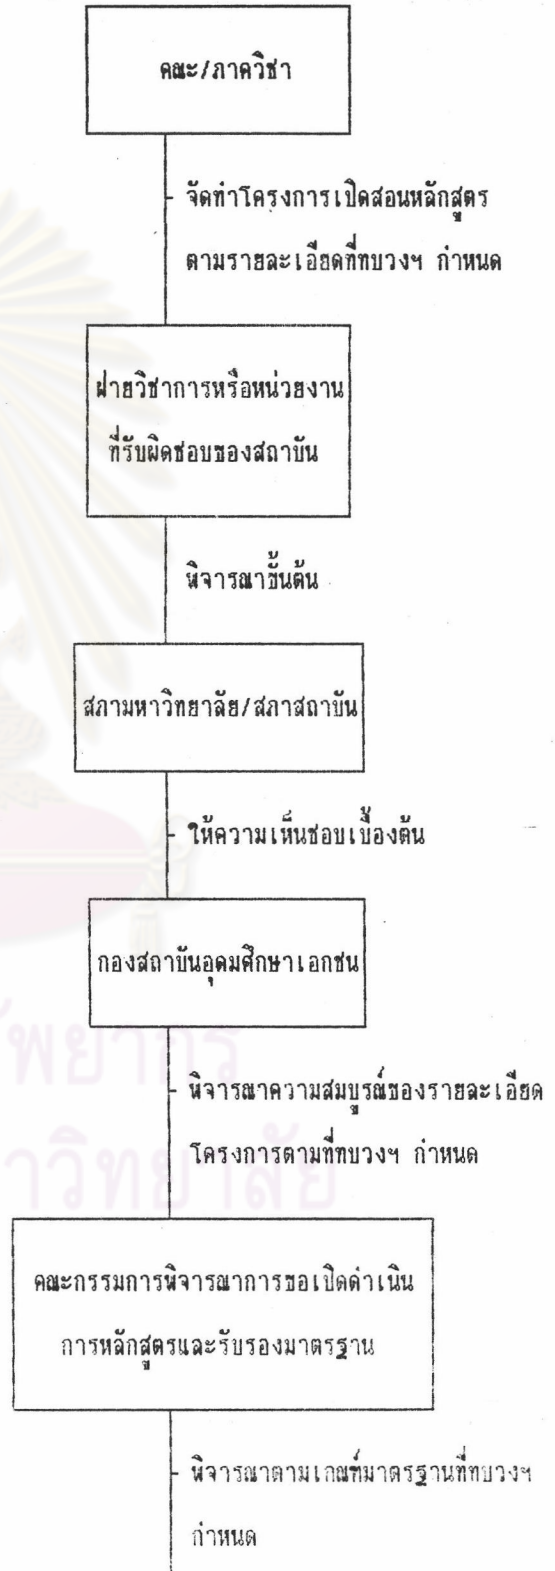 คณะ/ภาควิชา
- จัดทำโครงการเปิดสอนหลักสูตร
ตามรายละเอียดที่ทบวงฯ กำหนด
ฝ่ายวิชาการหรือหน่วยงาน
ที่รับผิดชอบของสถาบัน
พิจารณาขั้นต้น
สภามหาวิทยาลัย/สภาสถาบัน
- ให้ความเห็นชอบเบื้องต้น
กองสถาบันอุดมศึกษาเอกชน
- พิจารณาความสมบูรณ์ของรายละเอียด
โครงการตามที่ทบวงฯ กำหนด
คณะกรรมการพิจารณาการขอเปิดดำเนิน
การหลักสูตรและรับรองมาตรฐาน
- พิจารณาตามเกณฑ์มาตรฐานที่ทบวงฯ
กำหนด